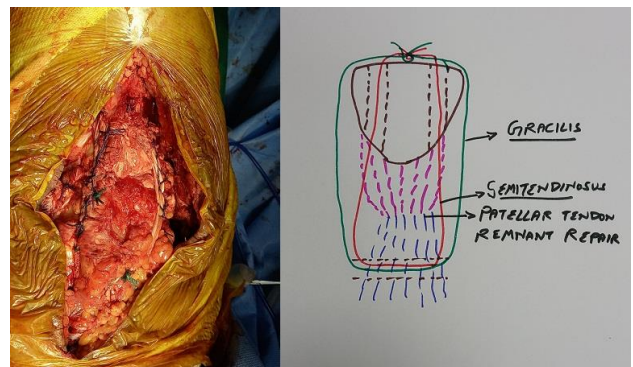 GRACILIS
SEMITENDINOSUS
PATELLAR TENDON
REMNANT REPAIR